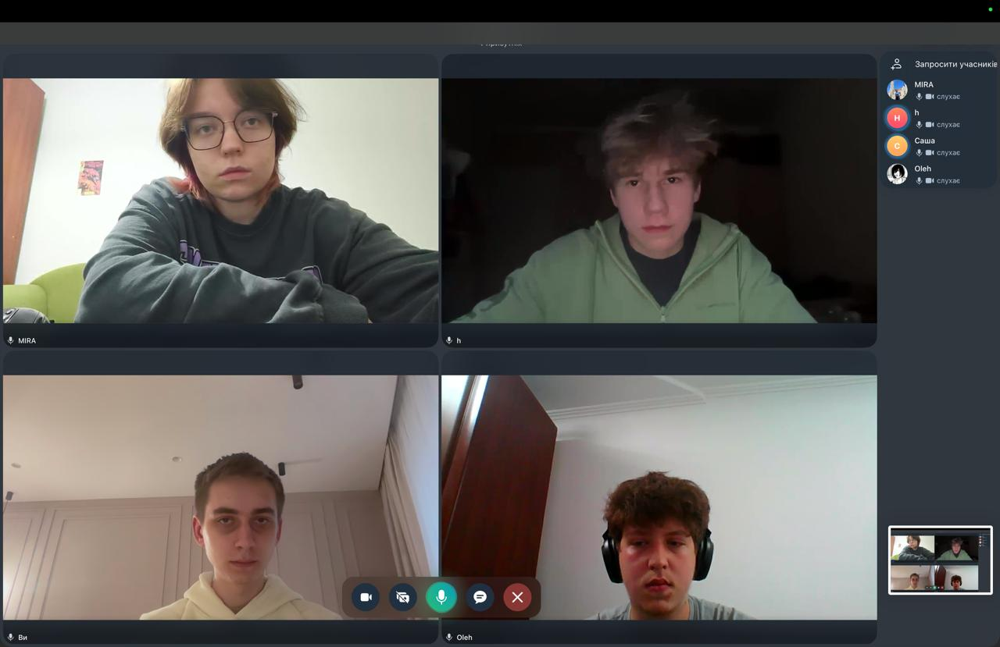 Запросити учасників
MIRA
слухає
h
слухає
Саша
слухає
Oleh
слухає
H
С
MIRA
h
Ви
Oleh